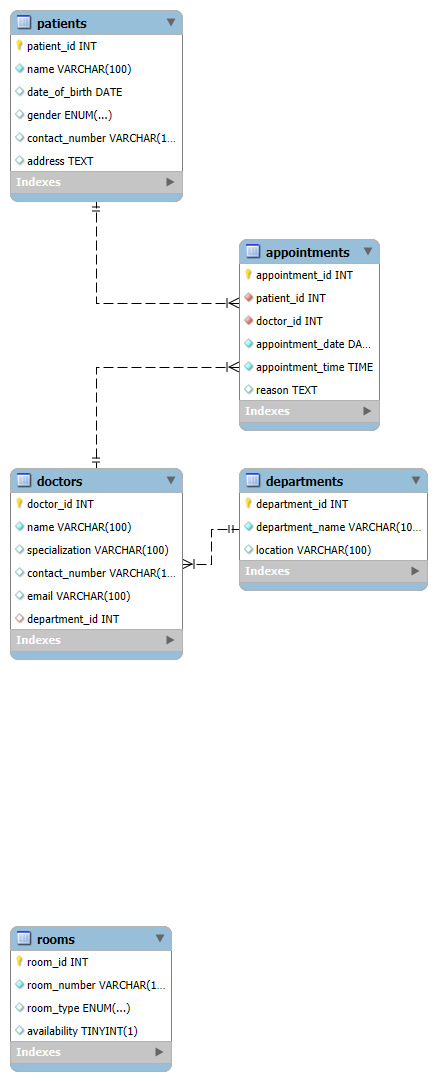 patients
patient_id INT
name VARCHAR(100)
date_of_birth DATE
gender ENUM(...)
contact_number VARCHAR(1...
address TEXT
Indexes
appointments
appointment_id INT
patient_id INT
doctor_id INT
appointment_date DA...
appointment_time TIME
reason TEXT
Indexes
doctors
doctor_id INT
name VARCHAR(100)
specialization VARCHAR(100)
contact_number VARCHAR(1...
email VARCHAR(100)
department_id INT
Indexes
departments
department_id INT
department_name VARCHAR(10...
location VARCHAR(100)
Indexes
rooms
room_id INT
room_number VARCHAR(1...
room_type ENUM(...)
availability TINYINT(1)
Indexes